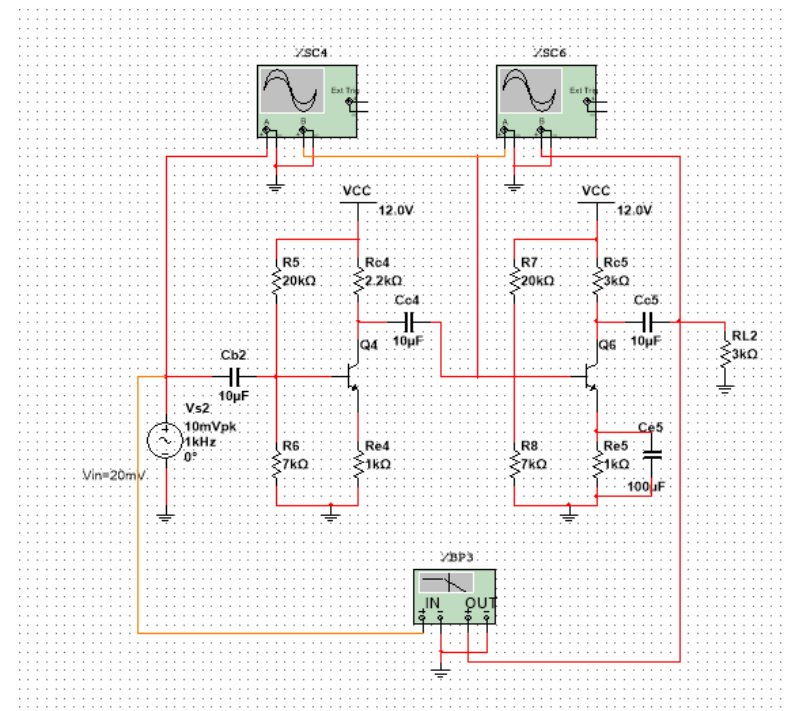 XSC4
XSC6
Ext Trig
A
B
Ext Trig
A
B
VCC
12.0V
VCC
12.0V
R5
20kΩ
Rc4
2.2kΩ
R7
20kΩ
Rc5
3kΩ
Cc4
10µF
Cc5
10µF
Q4
Q6
RL2
3kΩ
Cb2
10µF
Vs2
10mVpk
1kHz
0°
Vin=20mV
R6
7kΩ
Re4
1kΩ
R8
7kΩ
Re5
1kΩ
Ce5
100µF
XBP3
IN
OUT